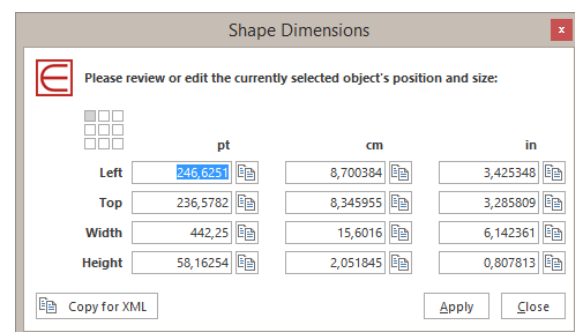 Shape Dimensions
x
Please review or edit the currently selected object's position and size:
pt cm in
Left 246,6251 8,700384 3,425348
Top 236,5782 8,345955 3,285809
Width 442,25 15,6016 6,142361
Height 58,16254 2,051845 0,807813
Copy for XML Apply Close